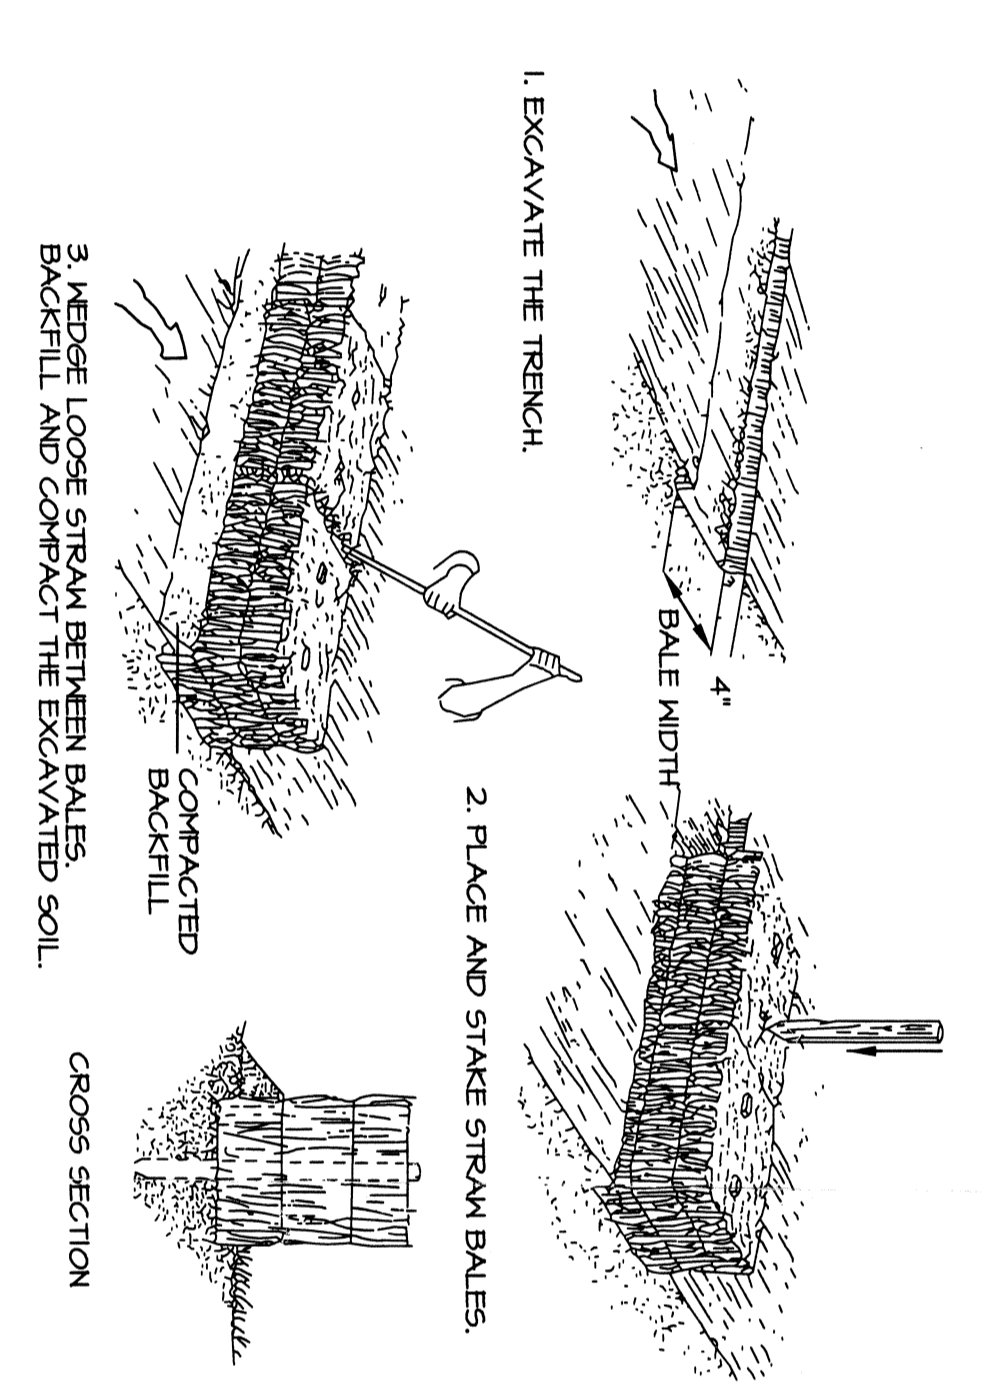 4"
BALE WIDTH
1. EXCAVATE THE TRENCH.
2. PLACE AND STAKE STRAW BALES.
COMPACTED
BACKFILL
3. WEDGE LOOSE STRAW BETWEEN BALES.
BACKFILL AND COMPACT THE EXCAVATED SOIL.
CROSS SECTION